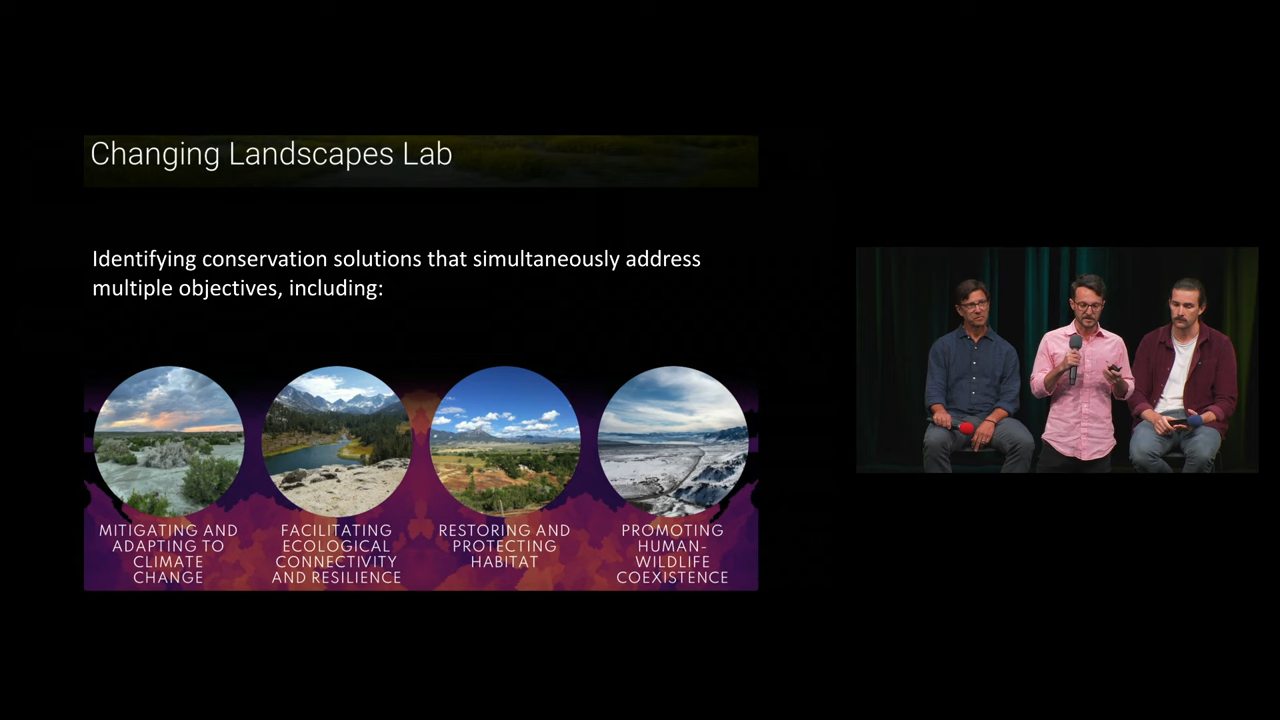 Changing Landscapes Lab
Identifying conservation solutions that simultaneously address
multiple objectives, including:
MITIGATING AND
ADAPTING TO
CLIMATE
CHANGE
FACILITATING
ECOLOGICAL
CONNECTIVITY
AND RESILIENCE
RESTORING AND
PROTECTING
HABITAT
PROMOTING
HUMAN-
WILDLIFE
COEXISTENCE